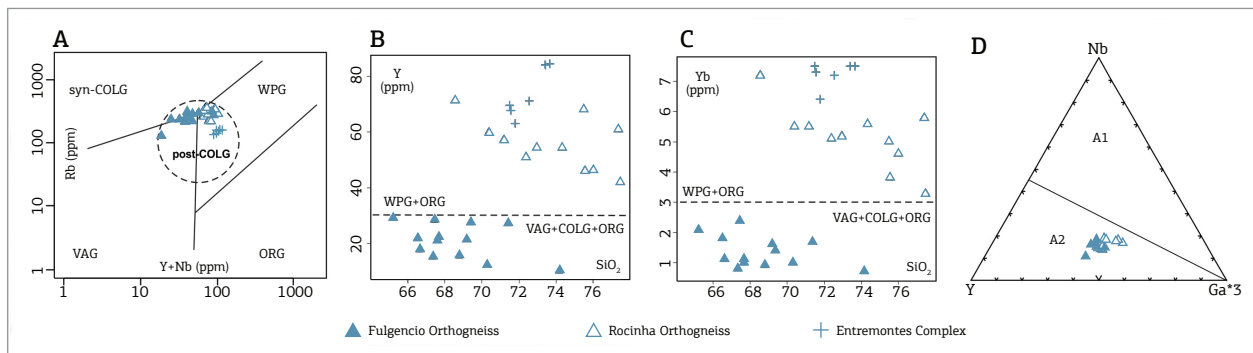 A
1000
100
10
1
Rb (ppm)
syn-COLG
WPG
post-COLG
VAG
Y+Nb (ppm)
ORG
1
10
100
1000
B
80
60
40
20
Y
(ppm)
WPG+ORG
VAG+COLG+ORG
SiO₂
66
68
70
72
74
76
C
7
6
5
4
3
2
1
Yb
(ppm)
WPG+ORG
VAG+COLG+ORG
SiO₂
66
68
70
72
74
76
D
Nb
A1
A2
Y
Ga*3
Fulgencio Orthogneiss
Rocinha Orthogneiss
Entremontes Complex